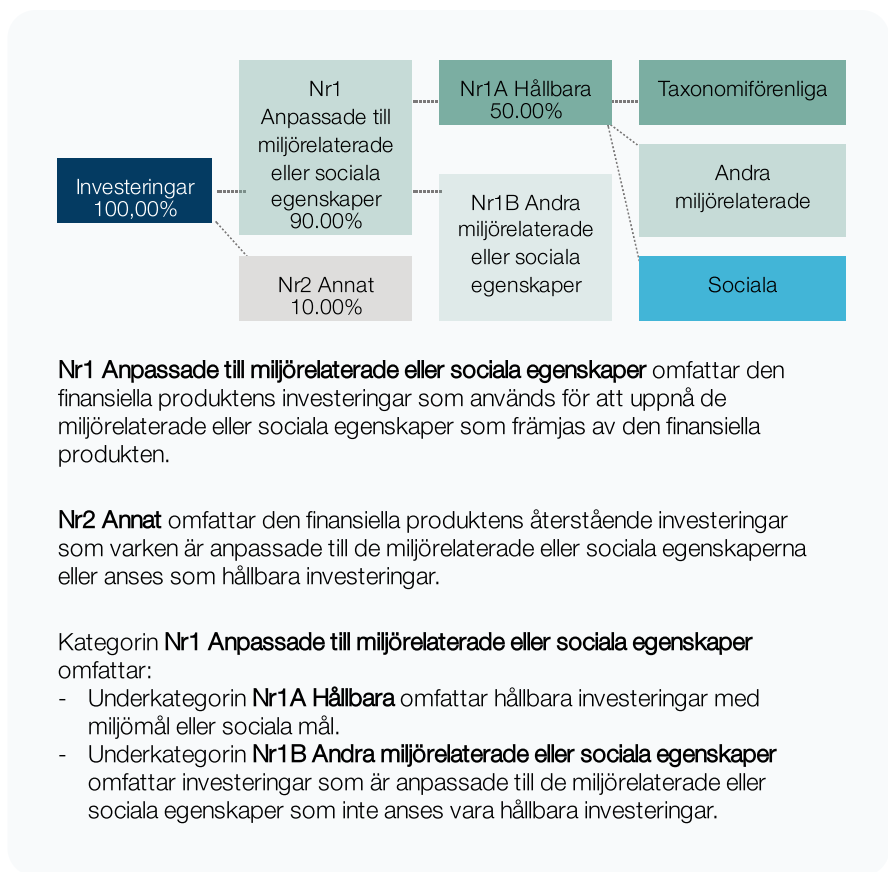 Investeringar
100,00%
Nr1
Anpassade till
miljörelaterade
eller sociala
egenskaper
90.00%
Nr2 Annat
10.00%
Nr1A Hållbara
50.00%
Nr1B Andra
miljörelaterade
eller sociala
egenskaper
Taxonomiförenliga
Andra
miljörelaterade
Sociala
Nr1 Anpassade till miljörelaterade eller sociala egenskaper omfattar den
finansiella produktens investeringar som används för att uppnå de
miljörelaterade eller sociala egenskaper som främjas av den finansiella
produkten.
Nr2 Annat omfattar den finansiella produktens återstående investeringar
som varken är anpassade till de miljörelaterade eller sociala egenskaperna
eller anses som hållbara investeringar.
Kategorin Nr1 Anpassade till miljörelaterade eller sociala egenskaper
omfattar:
- Underkategorin Nr1A Hållbara omfattar hållbara investeringar med
miljömål eller sociala mål.
- Underkategorin Nr1B Andra miljörelaterade eller sociala egenskaper
omfattar investeringar som är anpassade till de miljörelaterade eller
sociala egenskaper som inte anses vara hållbara investeringar.